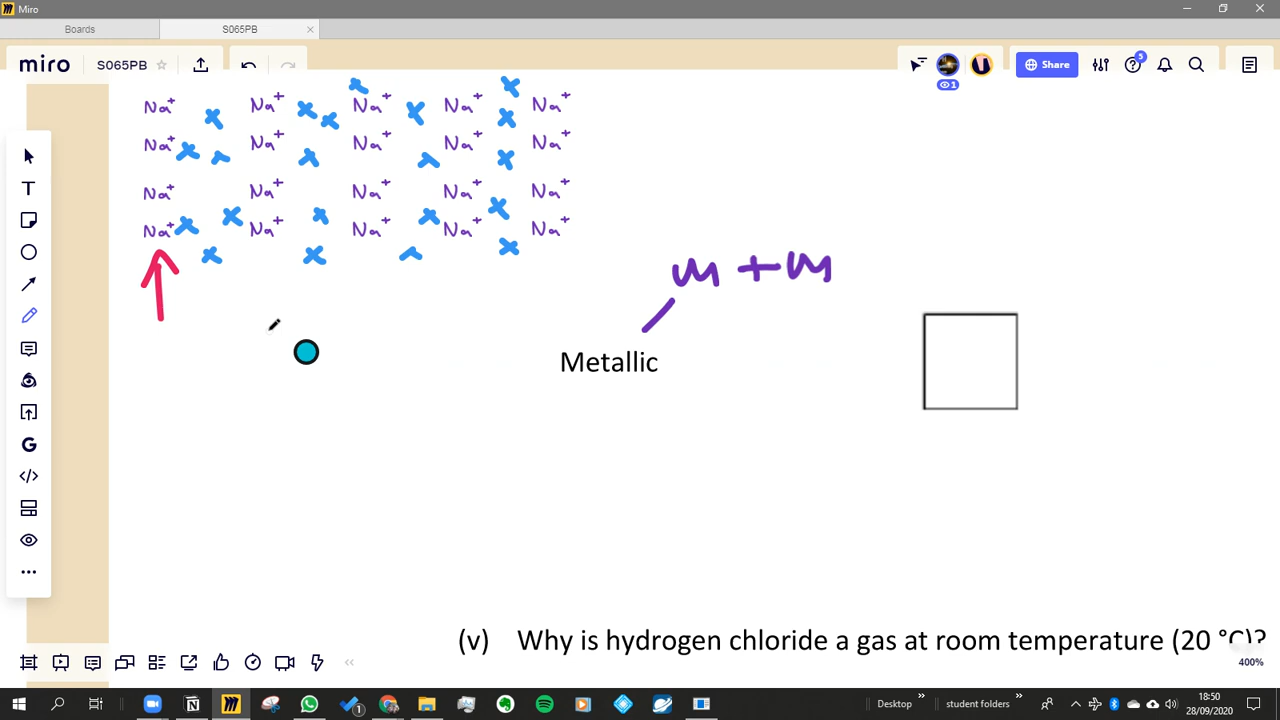 Miro
Boards
S065PB
miro
S065PB
Share
5
1
Na+ Na+ Na+ Na+ Na+
Na+ Na+ Na+ Na+ Na+
Na+ Na+ Na+ Na+ Na+
Na+ Na+ Na+ Na+ Na+
m + m
Metallic
(v) Why is hydrogen chloride a gas at room temperature (20 °C)?
400%
Desktop
student folders
18:50
28/09/2020